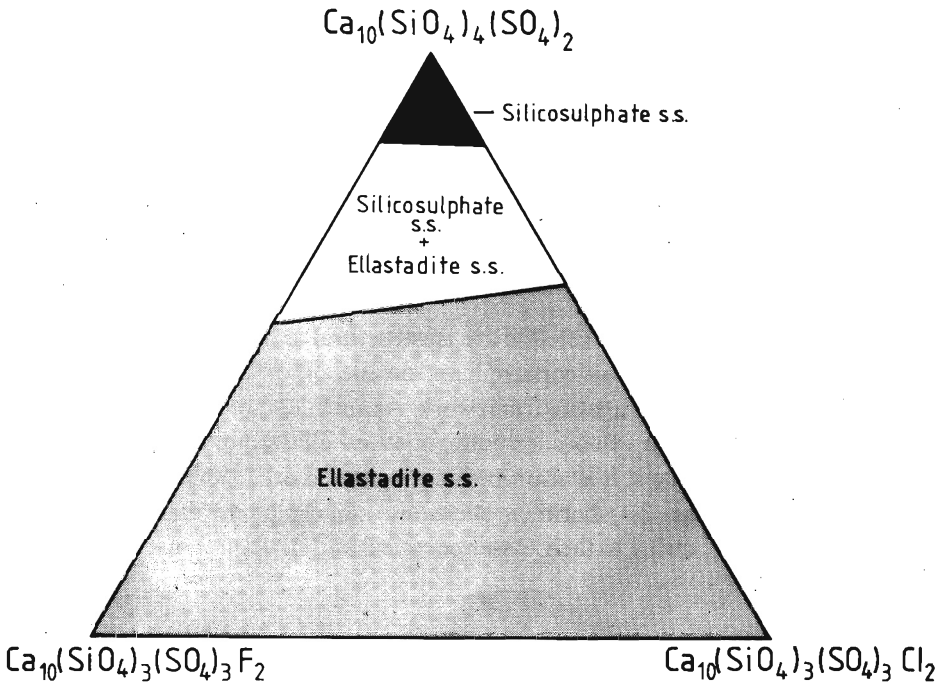 Ca₁₀(SiO₄)₄(SO₄)₂
Silicosulphate s.s.
Silicosulphate
s.s.
+
Ellastadite s.s.
Ellastadite s.s.
Ca₁₀(SiO₄)₃(SO₄)₃F₂
Ca₁₀(SiO₄)₃(SO₄)₃Cl₂